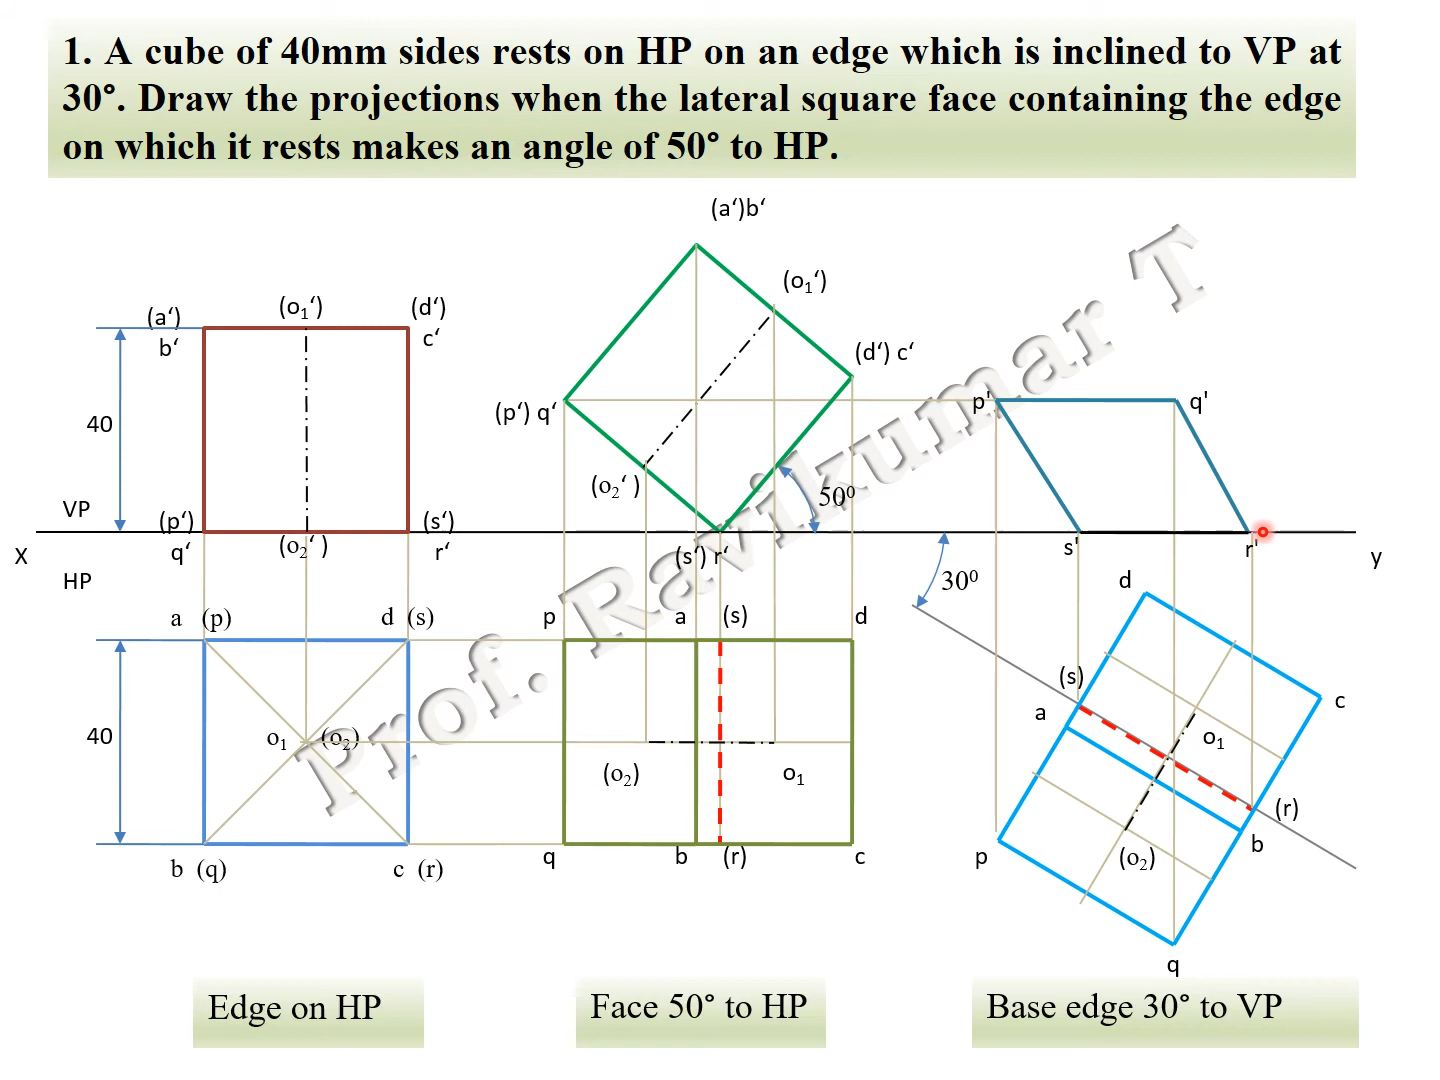 1. A cube of 40mm sides rests on HP on an edge which is inclined to VP at
30°. Draw the projections when the lateral square face containing the edge
on which it rests makes an angle of 50° to HP.
(a‘)b‘
(o₁‘)
(a‘)
(o₁‘)
(d‘)
b‘
c‘
(d‘) c‘
40
(p‘) q‘
p'
q'
(o₂‘ )
50⁰
VP
(p‘)
(s‘)
X
q‘
(o₂‘ )
r‘
(s‘) r‘
s'
r'
y
HP
30⁰
d
a (p)
d (s)
p
a
(s)
d
(s)
a
c
40
o₁
(o₂)
(o₂)
o₁
o₁
(r)
b
b (q)
c (r)
q
b
(r)
c
p
(o₂)
q
Prof. Ravikumar T
Edge on HP
Face 50° to HP
Base edge 30° to VP